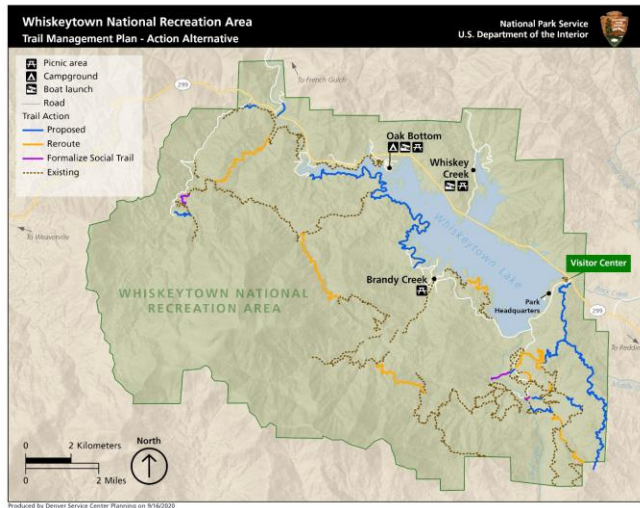 Whiskeytown National Recreation Area
Trail Management Plan - Action Alternative
National Park Service
U.S. Department of the Interior
Picnic area
Campground
Boat launch
Road
Trail Action
Proposed
Reroute
Formalize Social Trail
Existing
To French Gulch
299
Oak Bottom
Whiskey
Creek
To Weaverville
Whiskeytown Lake
Visitor Center
Brandy Creek
WHISKEYTOWN NATIONAL
RECREATION AREA
Park
Headquarters
299
To Redding
0 2 Kilometers
0 2 Miles
North
Produced by Denver Service Center Planning on 9/16/2020